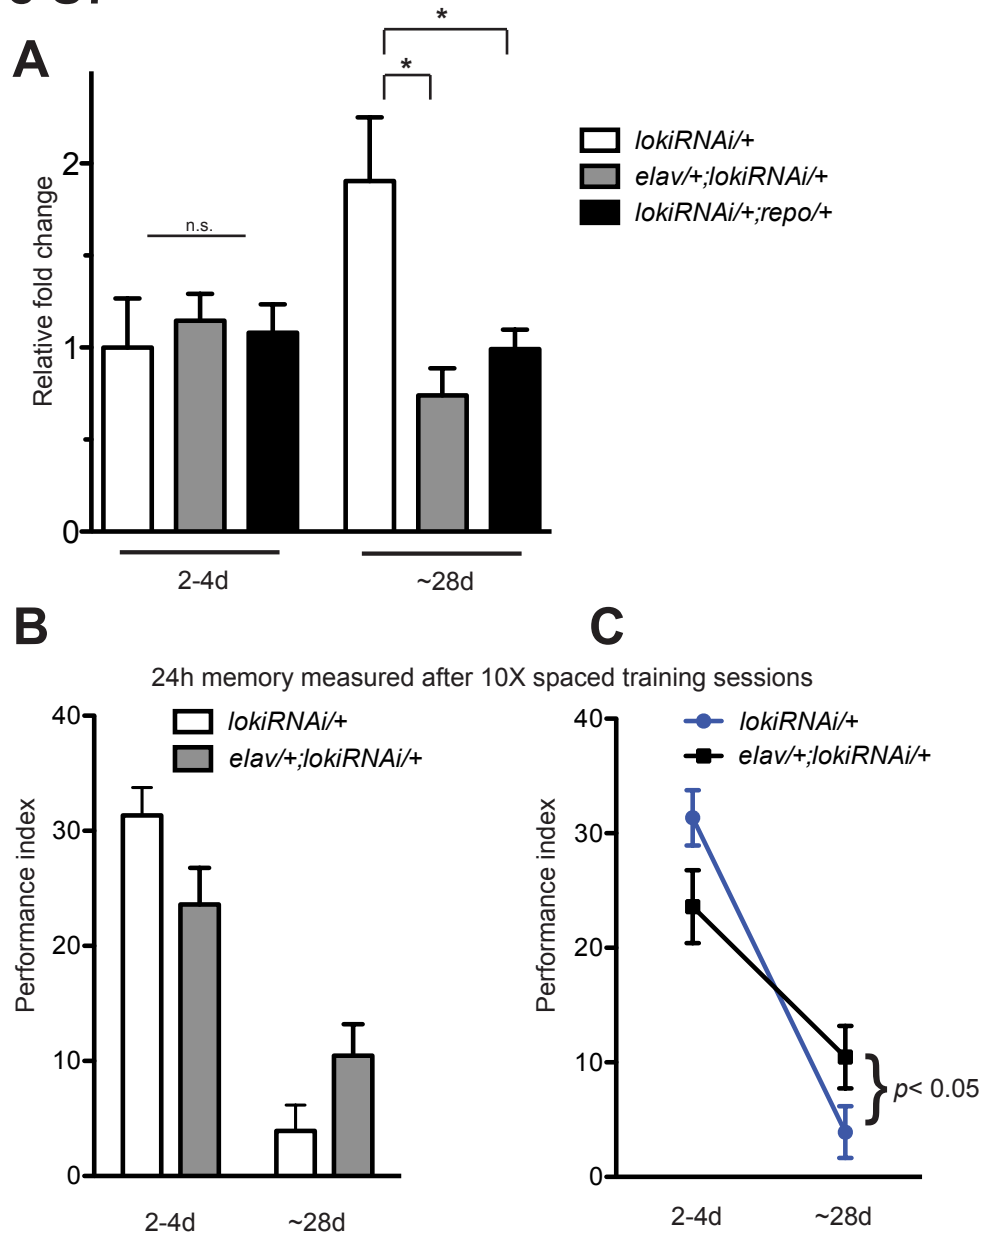 A
*
*
lokiRNAi/+
elav/+;lokiRNAi/+
lokiRNAi/+;repo/+
n.s.
Relative fold change
2
1
0
2-4d
~28d
B
C
24h memory measured after 10X spaced training sessions
lokiRNAi/+
elav/+;lokiRNAi/+
Performance index
40
30
20
10
0
2-4d
~28d
lokiRNAi/+
elav/+;lokiRNAi/+
Performance index
40
30
20
10
0
} p< 0.05
2-4d
~28d